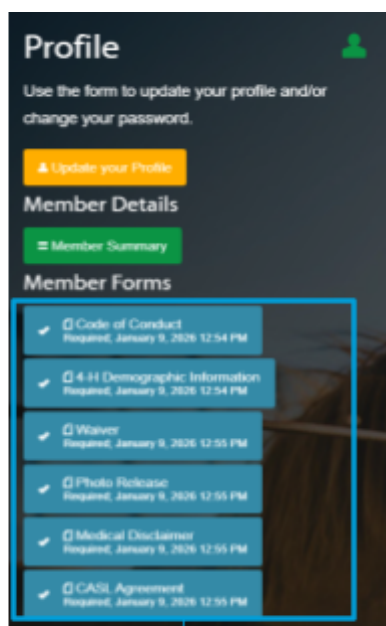 Profile
Use the form to update your profile and/or
change your password.
Update your Profile
Member Details
Member Summary
Member Forms
Code of Conduct
Required, January 9, 2026 12:54 PM
4-H Demographic Information
Required, January 9, 2026 12:54 PM
Waiver
Required, January 9, 2026 12:55 PM
Photo Release
Required, January 9, 2026 12:55 PM
Medical Disclaimer
Required, January 9, 2026 12:55 PM
CASL Agreement
Required, January 9, 2026 12:55 PM